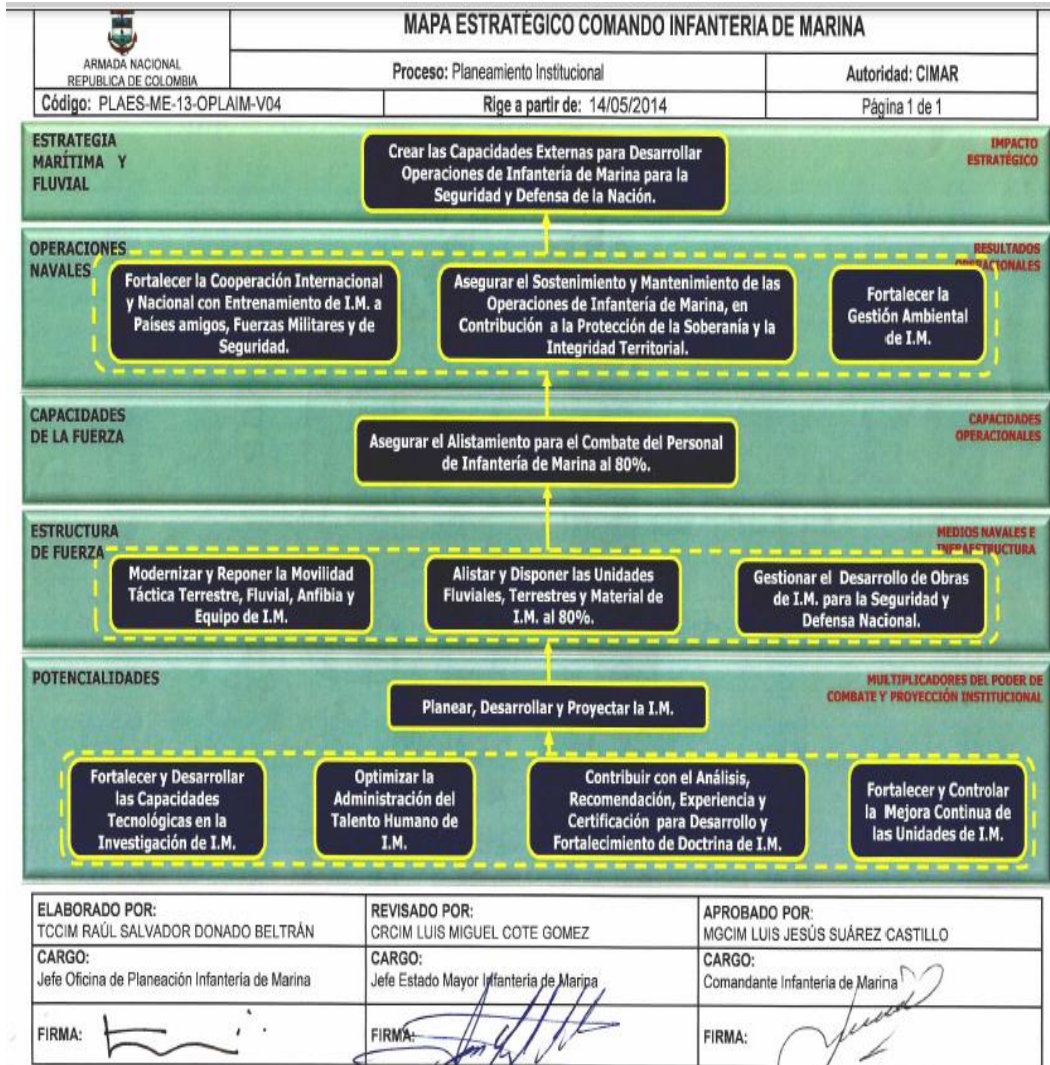 MAPA ESTRATÉGICO COMANDO INFANTERIA DE MARINA
ARMADA NACIONAL
REPUBLICA DE COLOMBIA
Proceso: Planeamiento Institucional
Autoridad: CIMAR
Código: PLAES-ME-13-OPLAIM-V04
Rige a partir de: 14/05/2014
Página 1 de 1
ESTRATEGIA
MARÍTIMA Y
FLUVIAL
Crear las Capacidades Externas para Desarrollar
Operaciones de Infantería de Marina para la
Seguridad y Defensa de la Nación.
IMPACTO
ESTRATÉGICO
OPERACIONES
NAVALES
RESULTADOS
OPERACIONALES
Fortalecer la Cooperación Internacional
y Nacional con Entrenamiento de I.M. a
Países amigos, Fuerzas Militares y de
Seguridad.
Asegurar el Sostenimiento y Mantenimiento de las
Operaciones de Infantería de Marina, en
Contribución a la Protección de la Soberanía y la
Integridad Territorial.
Fortalecer la
Gestión Ambiental
de I.M.
CAPACIDADES
DE LA FUERZA
CAPACIDADES
OPERACIONALES
Asegurar el Alistamiento para el Combate del Personal
de Infantería de Marina al 80%.
ESTRUCTURA
DE FUERZA
MEDIOS NAVALES E
INFRAESTRUCTURA
Modernizar y Reponer la Movilidad
Táctica Terrestre, Fluvial, Anfibia y
Equipo de I.M.
Alistar y Disponer las Unidades
Fluviales, Terrestres y Material de
I.M. al 80%.
Gestionar el Desarrollo de Obras
de I.M. para la Seguridad y
Defensa Nacional.
POTENCIALIDADES
MULTIPLICADORES DEL PODER DE
COMBATE Y PROYECCIÓN INSTITUCIONAL
Planear, Desarrollar y Proyectar la I.M.
Fortalecer y Desarrollar
las Capacidades
Tecnológicas en la
Investigación de I.M.
Optimizar la
Administración del
Talento Humano de
I.M.
Contribuir con el Análisis,
Recomendación, Experiencia y
Certificación para Desarrollo y
Fortalecimiento de Doctrina de I.M.
Fortalecer y Controlar
la Mejora Continua de
las Unidades de I.M.
ELABORADO POR:
TCCIM RAÚL SALVADOR DONADO BELTRÁN
REVISADO POR:
CRCIM LUIS MIGUEL COTE GOMEZ
APROBADO POR:
MGCIM LUIS JESÚS SUÁREZ CASTILLO
CARGO:
Jefe Oficina de Planeación Infantería de Marina
CARGO:
Jefe Estado Mayor Infantería de Marina
CARGO:
Comandante Infantería de Marina
FIRMA:
FIRMA:
FIRMA: